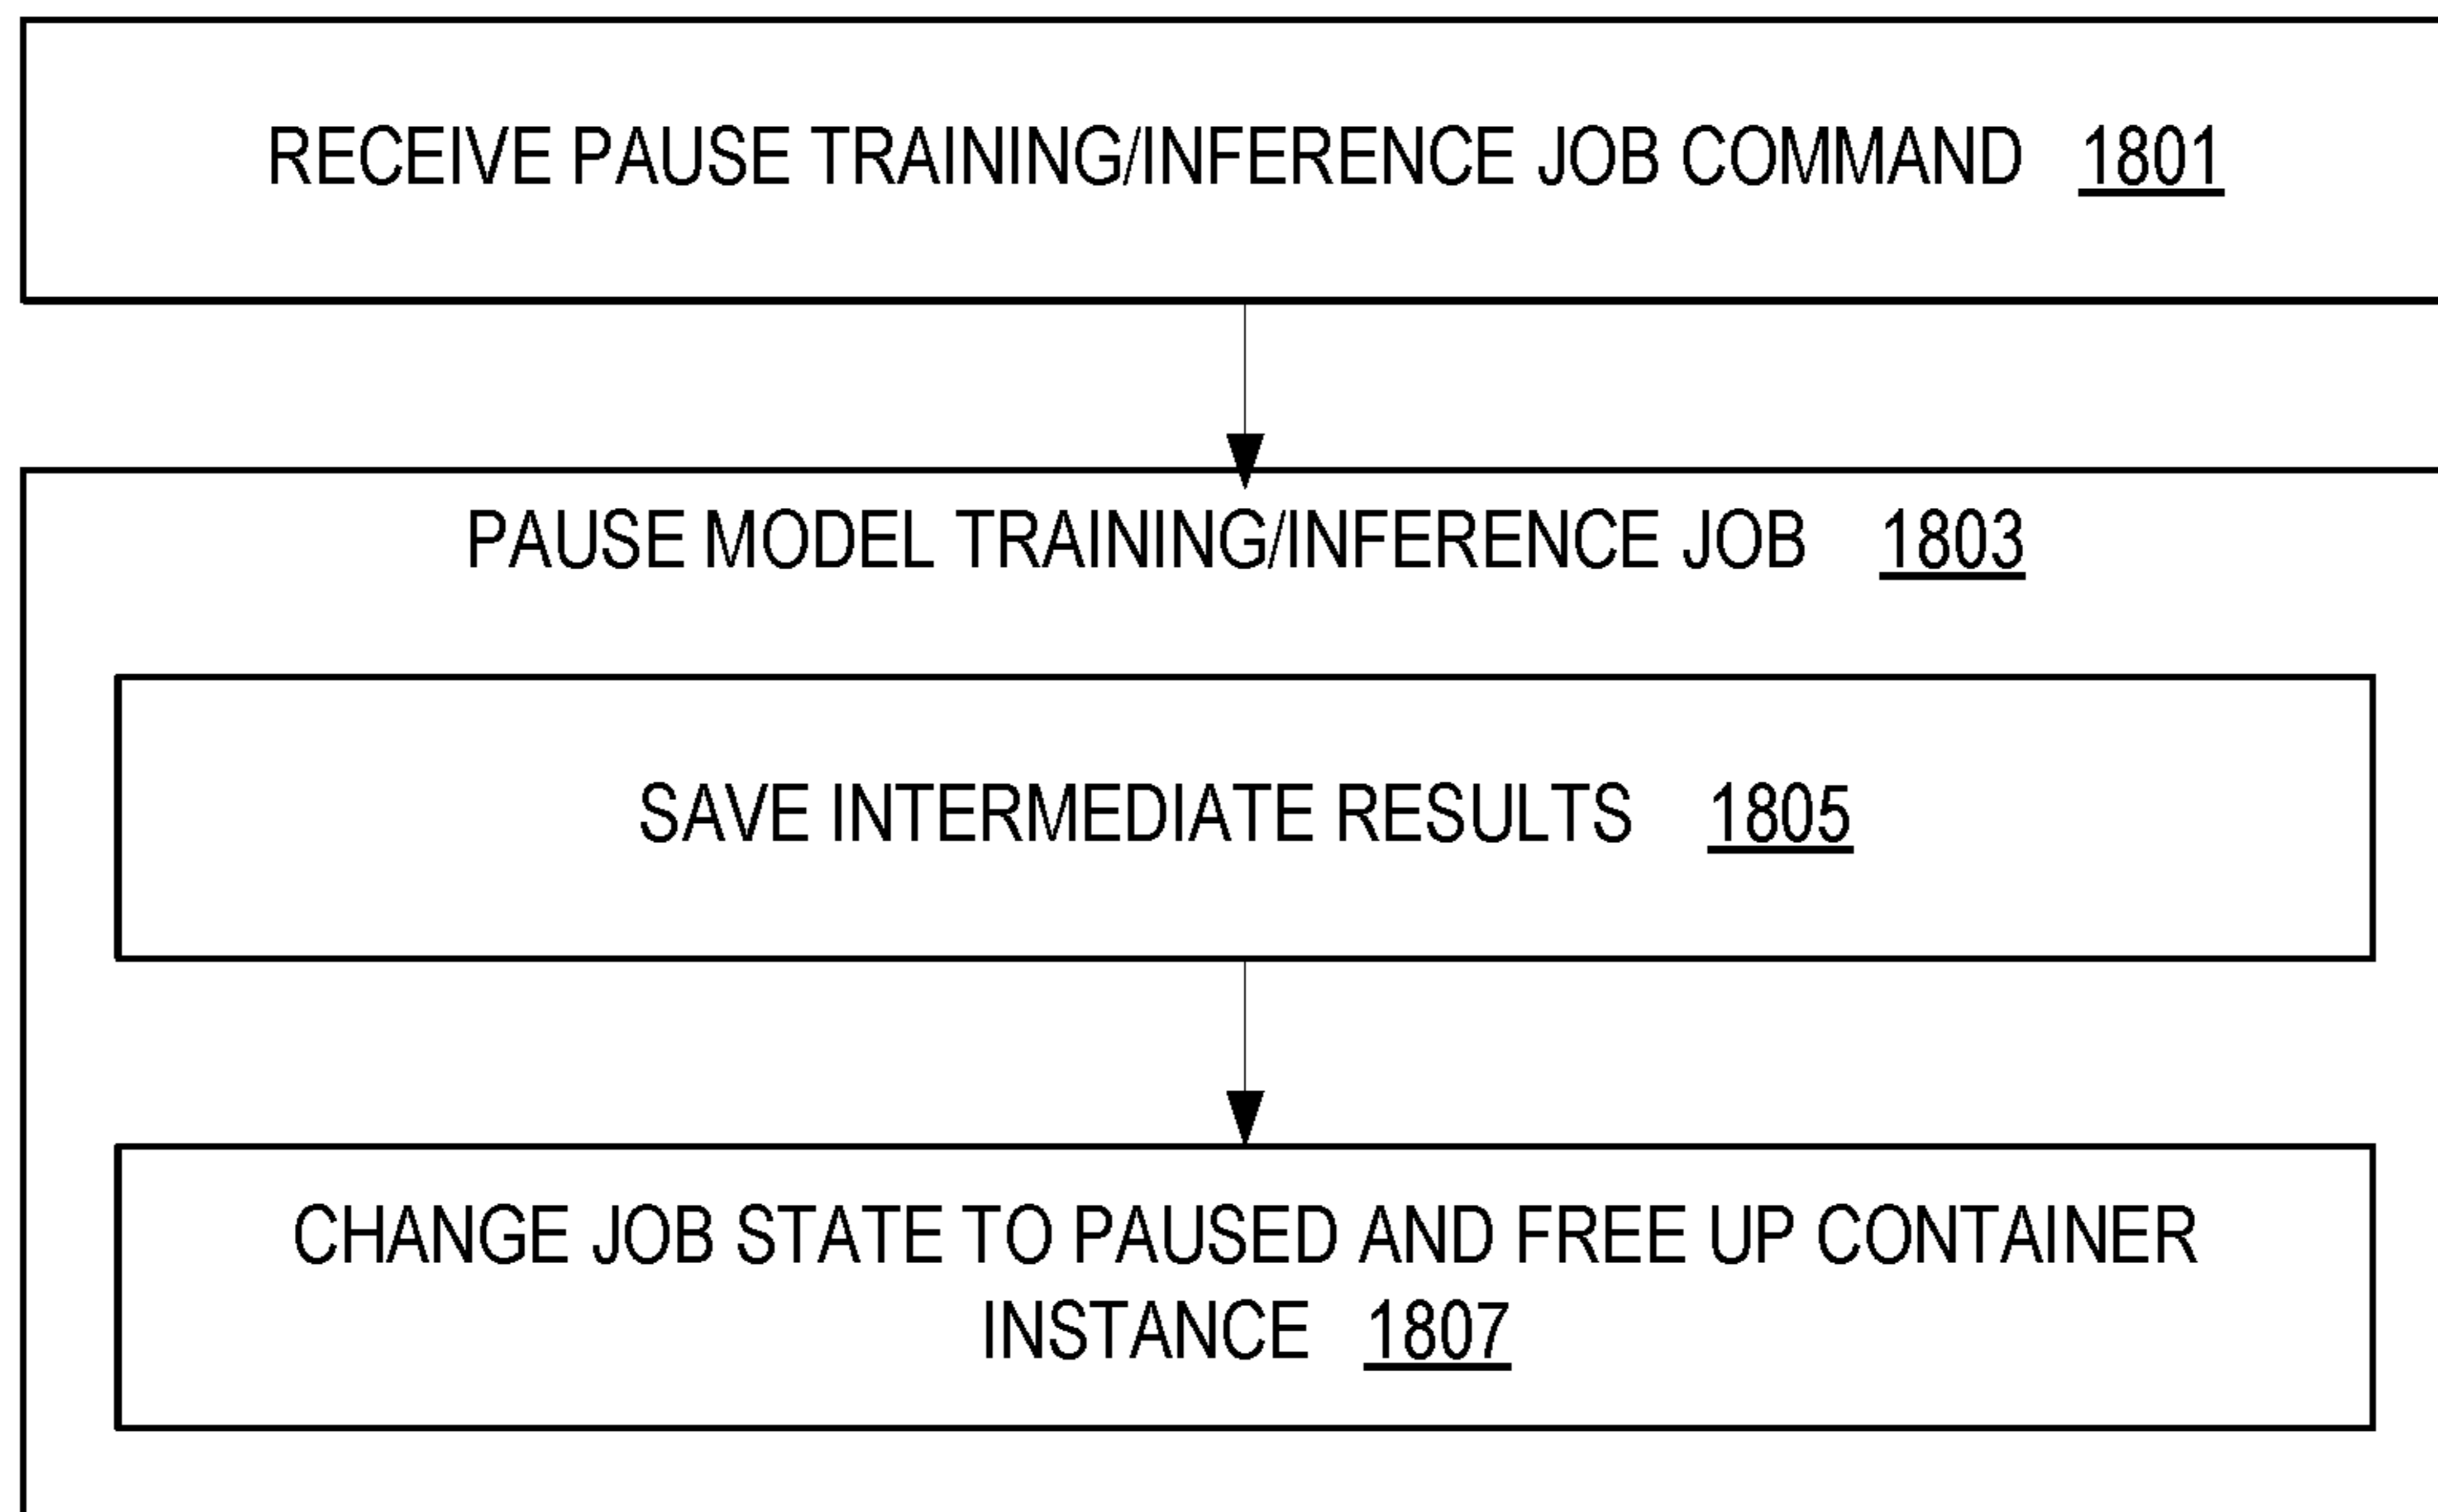 RECEIVE PAUSE TRAINING/INFERENCE JOB COMMAND 1801
PAUSE MODEL TRAINING/INFERENCE JOB 1803
SAVE INTERMEDIATE RESULTS 1805
CHANGE JOB STATE TO PAUSED AND FREE UP CONTAINER
INSTANCE 1807